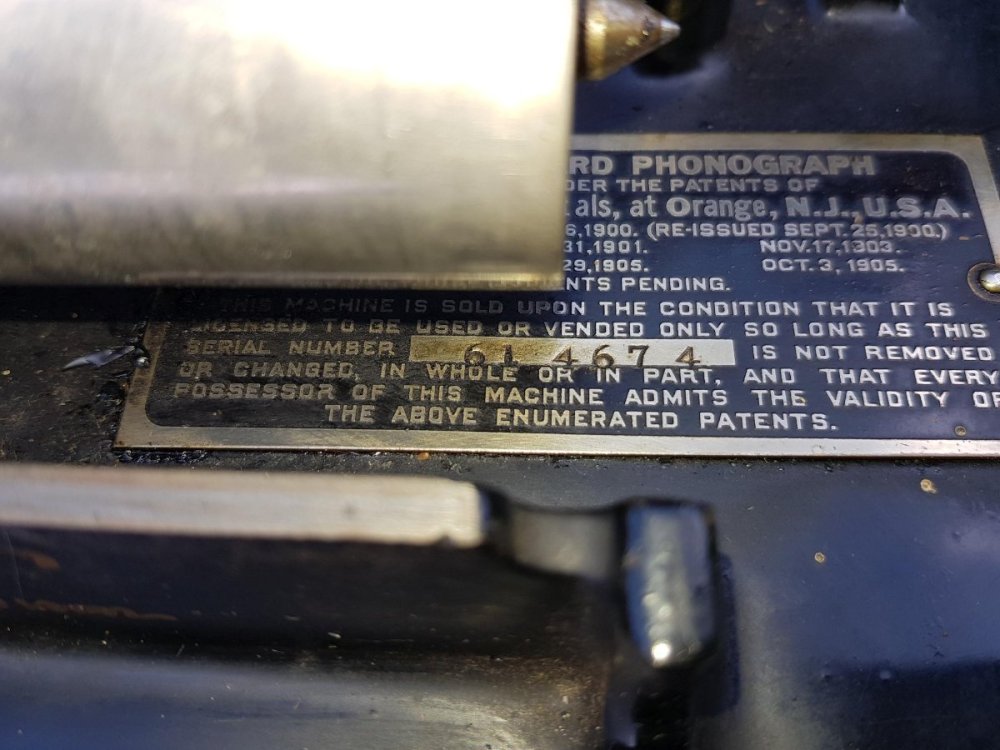 RD PHONOGRAPH
DER THE PATENTS OF
als, at Orange, N.J., U.S.A.
6,1900. (RE-ISSUED SEPT. 25,1900.)
31,1901. NOV.17,1303.
29,1905. OCT. 3, 1905.
NTS PENDING.
THIS MACHINE IS SOLD UPON THE CONDITION THAT IT IS
LICENSED TO BE USED OR VENDED ONLY SO LONG AS THIS
SERIAL NUMBER 614674 IS NOT REMOVED
OR CHANGED, IN WHOLE OR IN PART, AND THAT EVERY
POSSESSOR OF THIS MACHINE ADMITS THE VALIDITY OF
THE ABOVE ENUMERATED PATENTS.